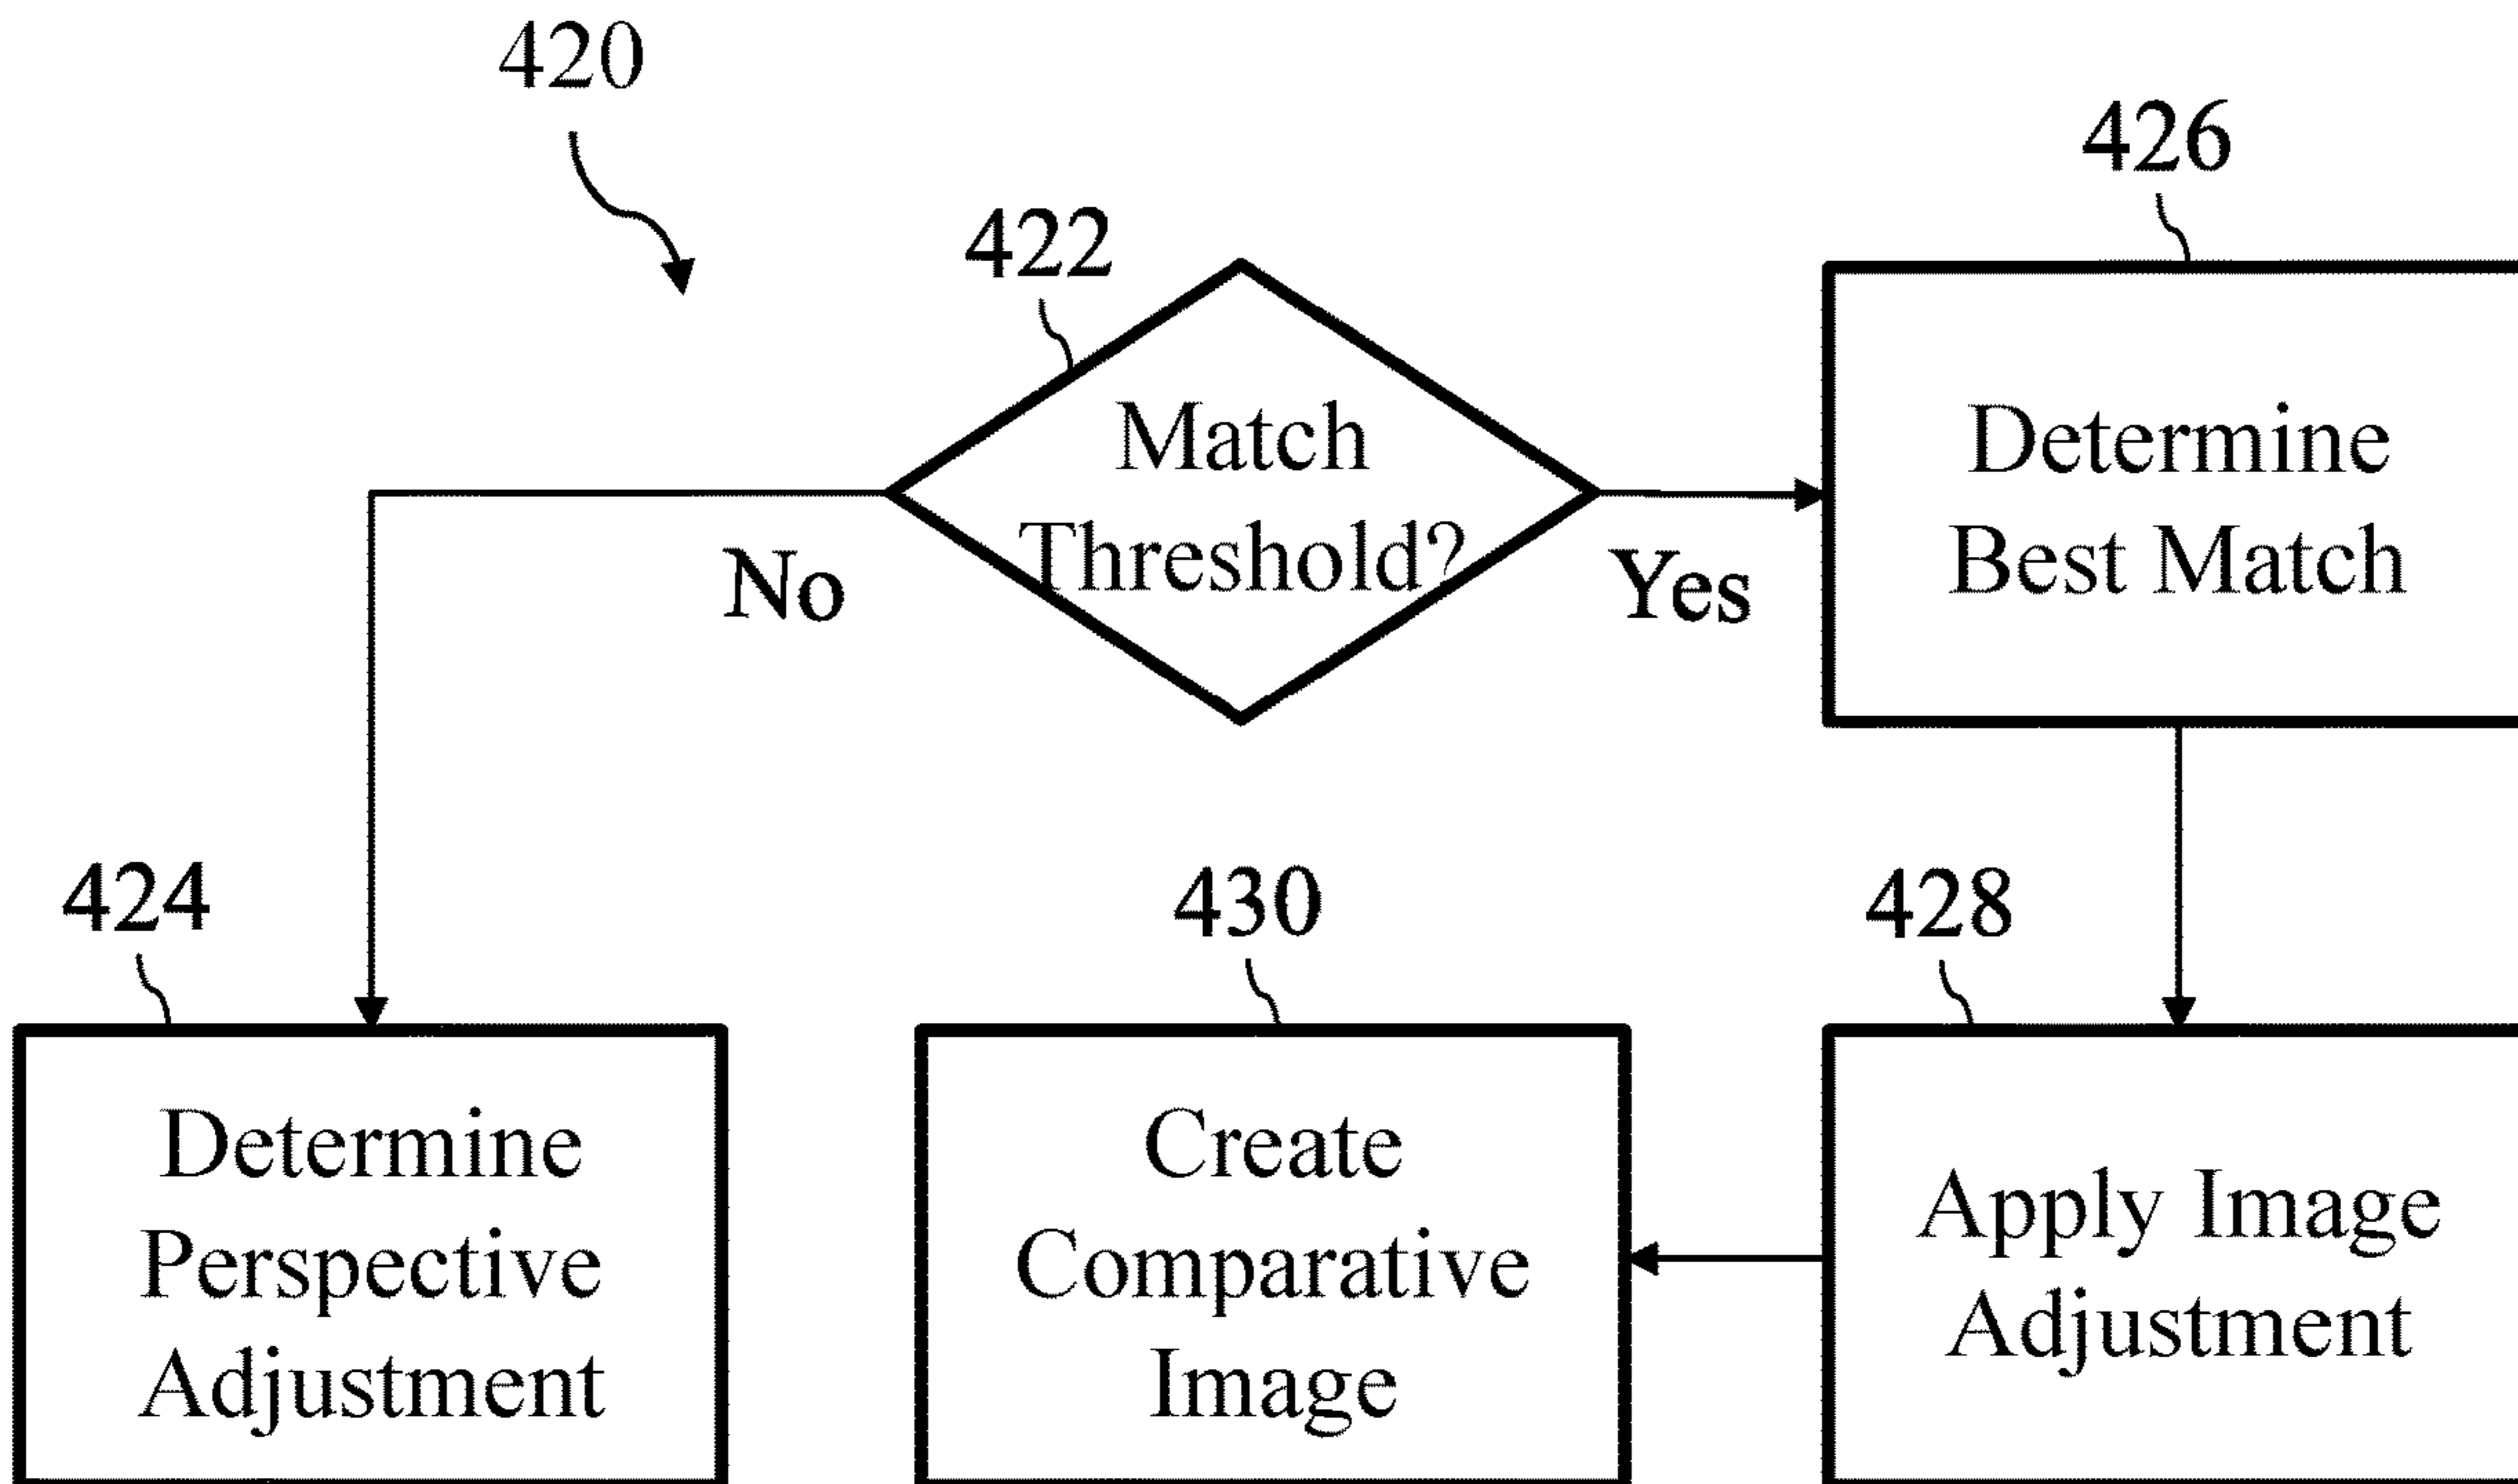 420
426
422
Match
Threshold?
No
Yes
Determine
Best Match
424
430
428
Determine
Perspective
Adjustment
Create
Comparative
Image
Apply Image
Adjustment